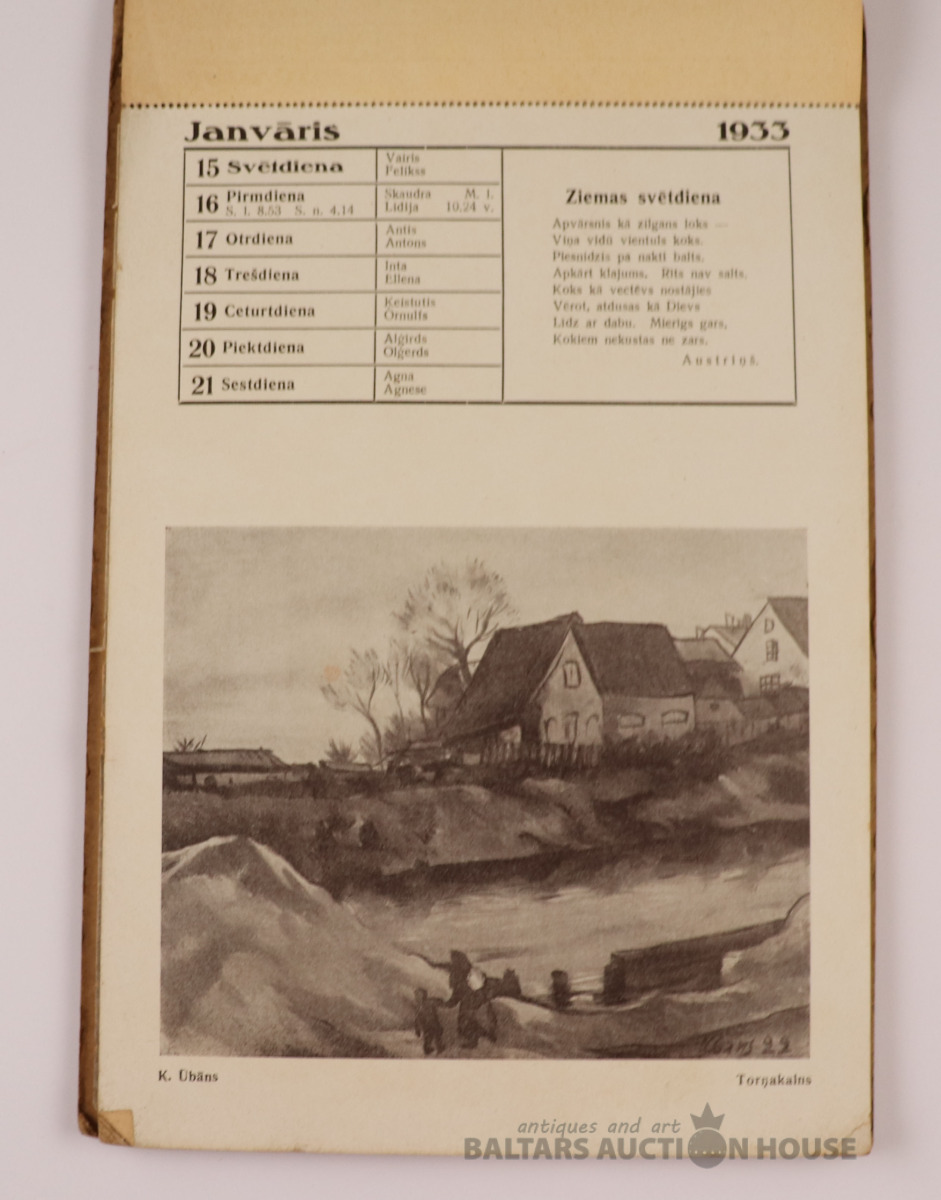 Janvāris 1933
15 Svētdiena Vairis
Felikss
16 Pirmdiena Skaudra M. l.
S. l. 8.53 S. n. 4.14 Lidija 10.24 v.
17 Otrdiena Antis
Antons
18 Trešdiena Inta
Ellena
19 Ceturtdiena Ķeistutis
Ornulfs
20 Piektdiena Alģirds
Oļģerds
21 Sestdiena Agna
Agnese
Ziemas svētdiena
Apvārsnis kā zilgans loks —
Viņa vidū vientuls koks.
Piesnidzis pa nakti balts.
Apkārt klajums. Rīts nav salts.
Koks kā vectēvs nostājies
Vērot, atdusas kā Dievs
Līdz ar dabu. Mierīgs gars,
Kokiem nekustas ne zars.
Austriņš.
K. Ūbāns
Torņakalns
antiques and art
BALTARS AUCTION HOUSE